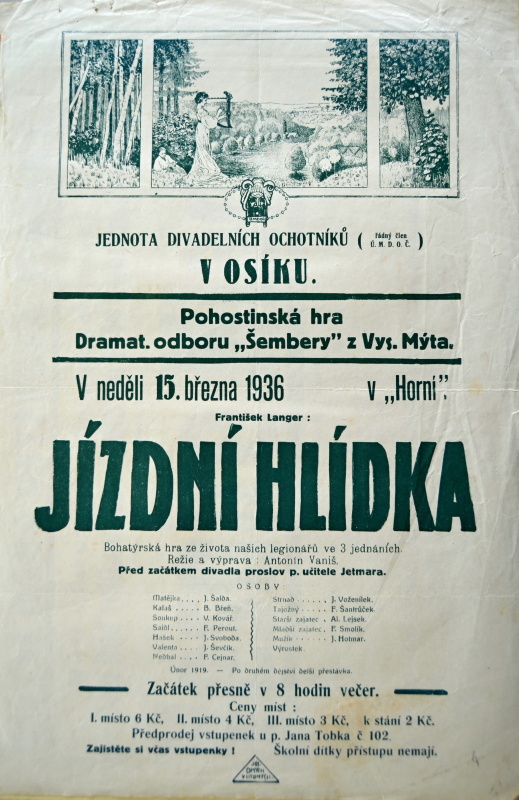 JEDNOTA DIVADELNÍCH OCHOTNÍKŮ ( řádný člen Ú. M. D. O. Č. )
V OSÍKU.
Pohostinská hra
Dramat. odboru „Šembery" z Vys. Mýta.
V neděli 15. března 1936 v „Horní".
František Langer :
JÍZDNÍ HLÍDKA
Bohatýrská hra ze života našich legionářů ve 3 jednáních.
Režie a výprava : Antonín Vaniš.
Před začátkem divadla proslov p. učitele Jetmara.
OSOBY
Matějka .... J. Šalda.
Kalaš .... B. Břeň.
Soukup .... V. Kovář.
Saidl .... F. Perout.
Hašek .... J. Svoboda.
Valenta .... J. Ševčík.
Nedbal .... F. Cejnar.
Strnad .... J. Voženílek.
Tajožný .... F. Šantrůček.
Starší zajatec . Al. Lejsek.
Mladší zajatec . F. Smolík.
Mužik .... J. Hotmar.
Výrostek.
Únor 1919. — Po druhém dějství delší přestávka.
Začátek přesně v 8 hodin večer.
Ceny míst :
I. místo 6 Kč, II. místo 4 Kč, III. místo 3 Kč, k stání 2 Kč.
Předprodej vstupenek u p. Jana Tobka č 102.
Zajistěte si včas vstupenky ! Školní dítky přístupu nemají.